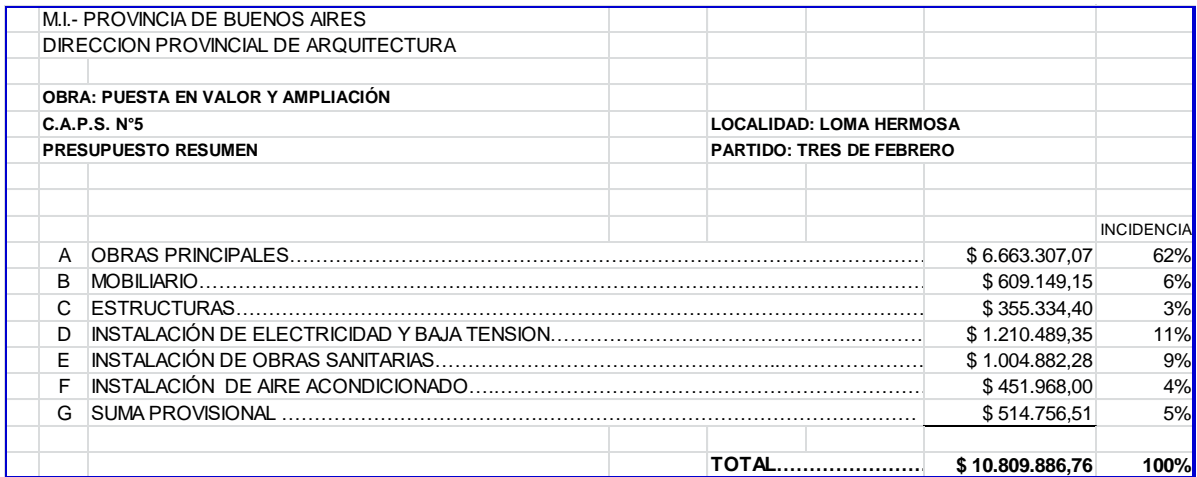 M.I.- PROVINCIA DE BUENOS AIRES
DIRECCION PROVINCIAL DE ARQUITECTURA
OBRA: PUESTA EN VALOR Y AMPLIACIÓN
C.A.P.S. N°5 LOCALIDAD: LOMA HERMOSA
PRESUPUESTO RESUMEN PARTIDO: TRES DE FEBRERO
INCIDENCIA
A OBRAS PRINCIPALES…………………………………………………………………… $ 6.663.307,07 62%
B MOBILIARIO…………………………………………………………………………… $ 609.149,15 6%
C ESTRUCTURAS………………………………………………………………………… $ 355.334,40 3%
D INSTALACIÓN DE ELECTRICIDAD Y BAJA TENSION……………………………………… $ 1.210.489,35 11%
E INSTALACIÓN DE OBRAS SANITARIAS…………………………………………………… $ 1.004.882,28 9%
F INSTALACIÓN DE AIRE ACONDICIONADO………………………………………………… $ 451.968,00 4%
G SUMA PROVISIONAL …………………………………………………………………… $ 514.756,51 5%
TOTAL………………… $ 10.809.886,76 100%